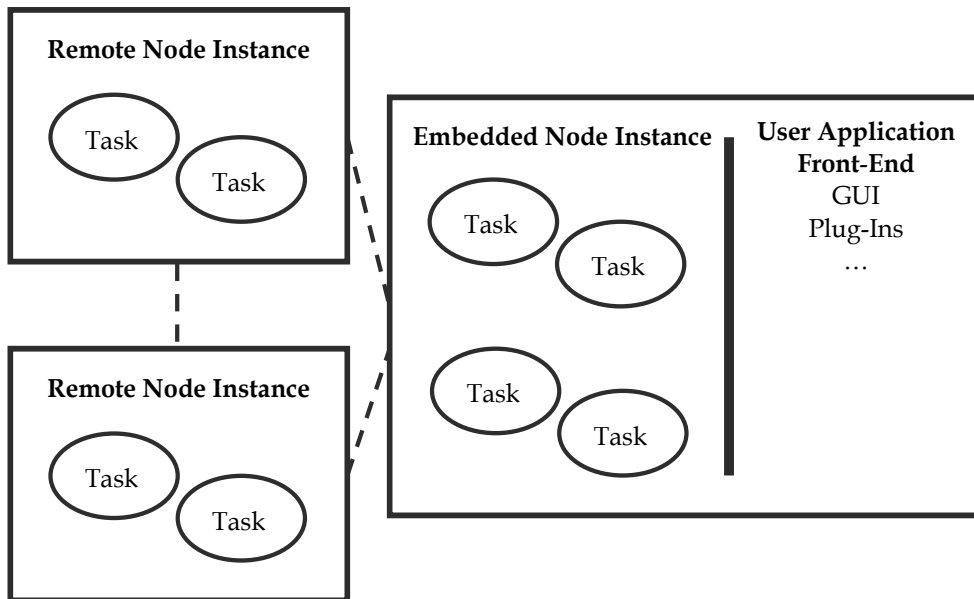 Remote Node Instance
Task
Task
Remote Node Instance
Task
Task
Embedded Node Instance
Task
Task
Task
Task
User Application
Front-End
GUI
Plug-Ins
…